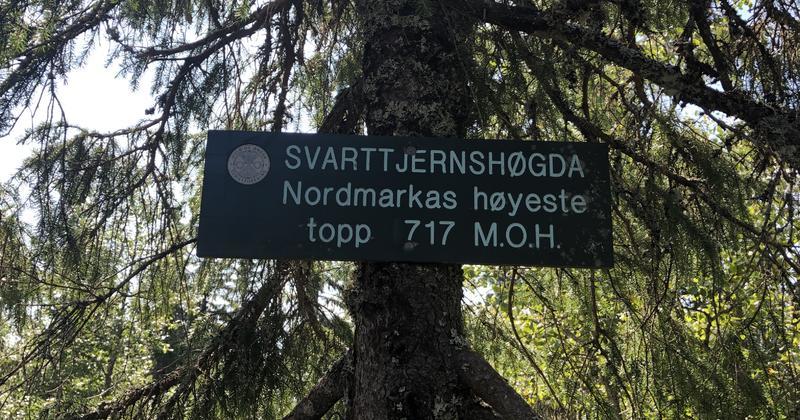 SVARTTJERNSHØGDA
Nordmarkas høyeste
topp 717 M.O.H.